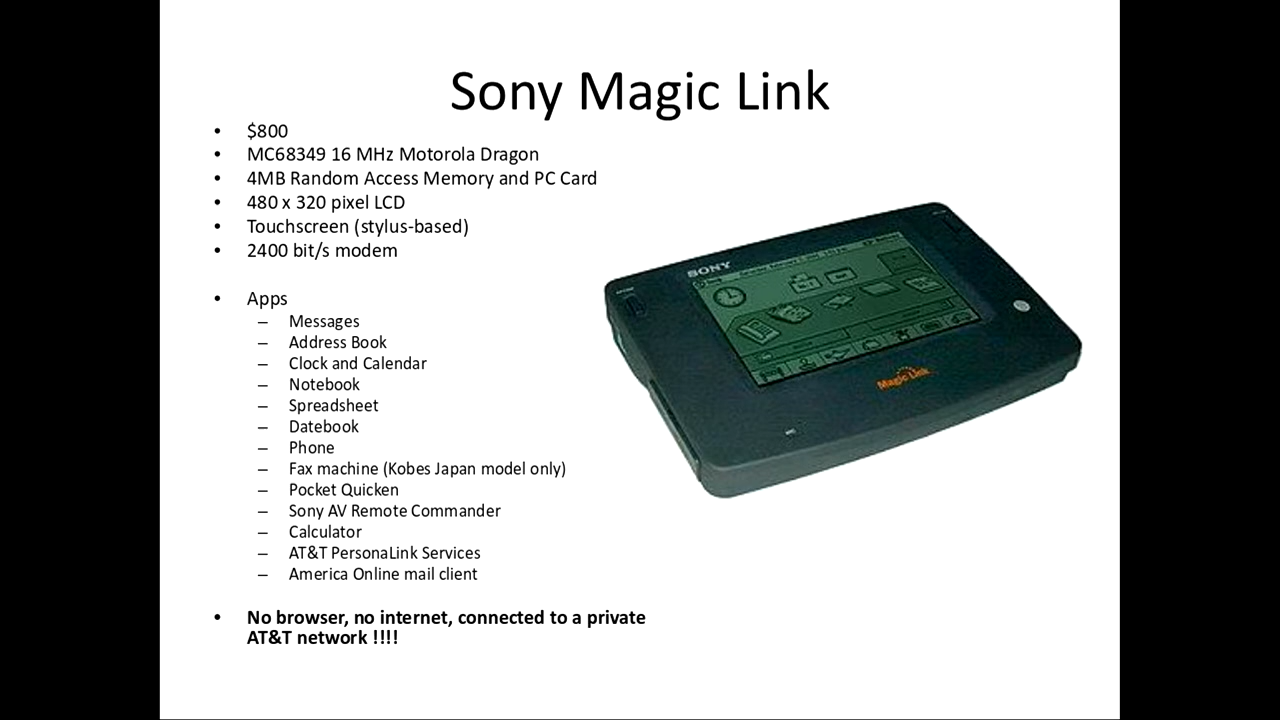 Sony Magic Link
• $800
• MC68349 16 MHz Motorola Dragon
• 4MB Random Access Memory and PC Card
• 480 x 320 pixel LCD
• Touchscreen (stylus-based)
• 2400 bit/s modem
• Apps
– Messages
– Address Book
– Clock and Calendar
– Notebook
– Spreadsheet
– Datebook
– Phone
– Fax machine (Kobes Japan model only)
– Pocket Quicken
– Sony AV Remote Commander
– Calculator
– AT&T PersonaLink Services
– America Online mail client
• No browser, no internet, connected to a private
AT&T network !!!!
SONY
Magic Link